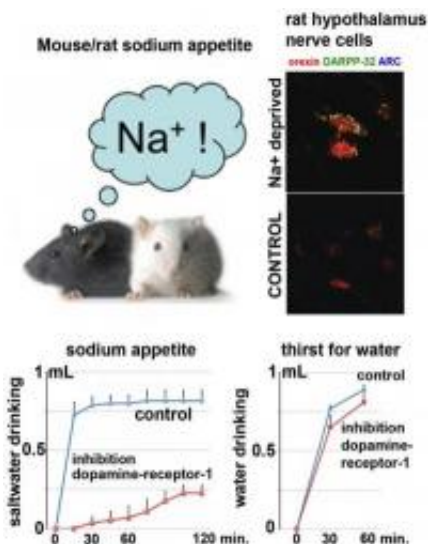 Mouse/rat sodium appetite
Na⁺ !
rat hypothalamus
nerve cells
orexin DARPP-32 ARC
Na+ deprived
CONTROL
sodium appetite
1
mL
saltwater drinking
0.5
0
control
inhibition
dopamine-receptor-1
0
30
60
120 min.
thirst for water
1
mL
water drinking
0.5
0
control
inhibition
dopamine-
receptor-1
0
30
60 min.